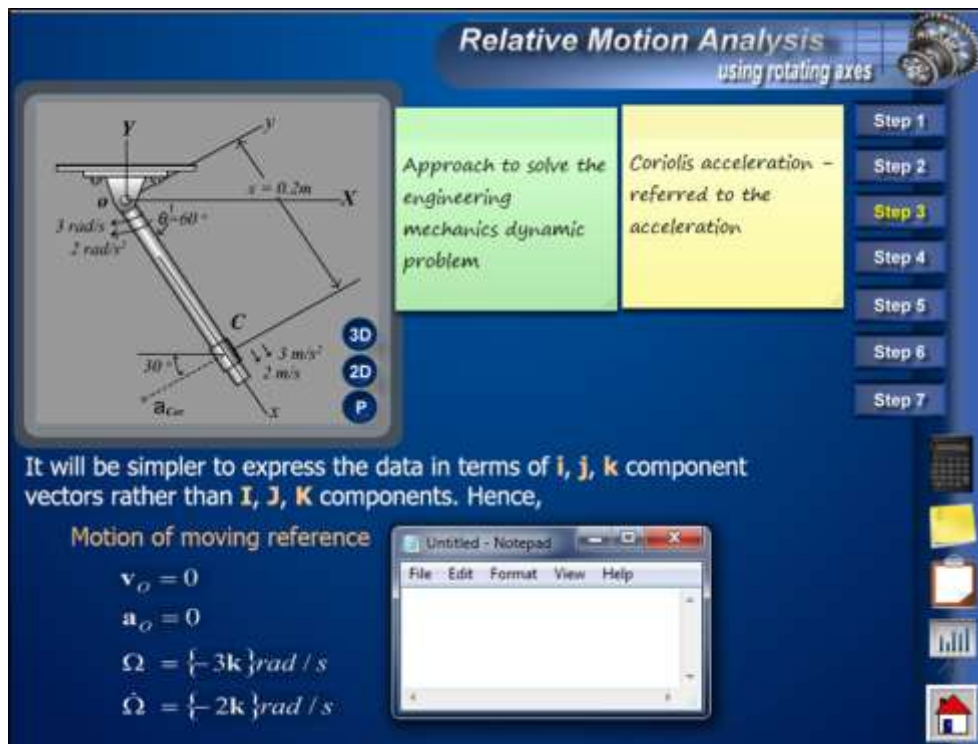 Relative Motion Analysis
using rotating axes
Y
y
s = 0.2m
X
o
3 rad/s
θ=60°
2 rad/s²
C
30°
3 m/s²
2 m/s
a_Cor
x
3D
2D
P
Approach to solve the
engineering
mechanics dynamic
problem
Coriolis acceleration –
referred to the
acceleration
Step 1
Step 2
Step 3
Step 4
Step 5
Step 6
Step 7
It will be simpler to express the data in terms of i, j, k component
vectors rather than I, J, K components. Hence,
Motion of moving reference
v_O = 0
a_O = 0
Ω = {-3k}rad / s
Ω̇ = {-2k}rad / s
Untitled - Notepad
File Edit Format View Help